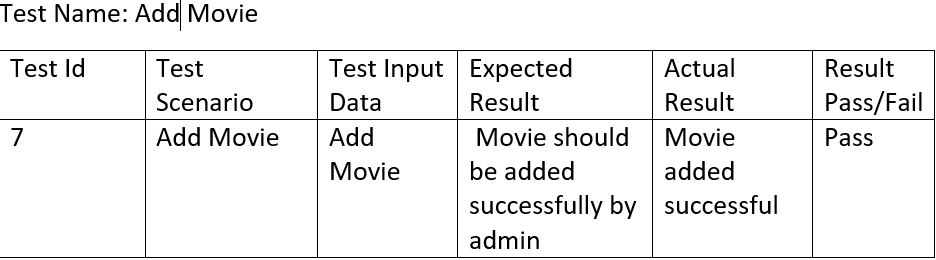 Test Name: Add Movie
Test Id Test Test Input Expected Actual Result
Scenario Data Result Result Pass/Fail
7 Add Movie Add Movie should Movie Pass
Movie be added added
successfully by successful
admin